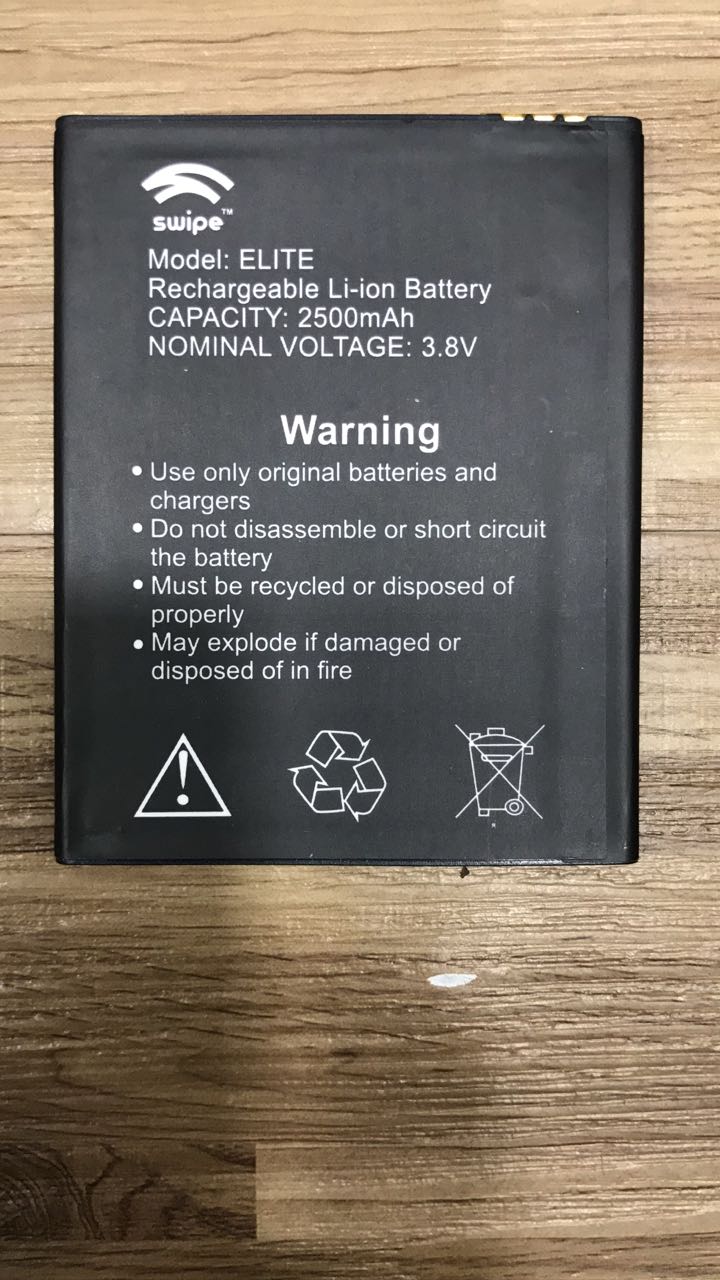 swipe™
Model: ELITE
Rechargeable Li-ion Battery
CAPACITY: 2500mAh
NOMINAL VOLTAGE: 3.8V
Warning
• Use only original batteries and
chargers
• Do not disassemble or short circuit
the battery
• Must be recycled or disposed of
properly
• May explode if damaged or
disposed of in fire